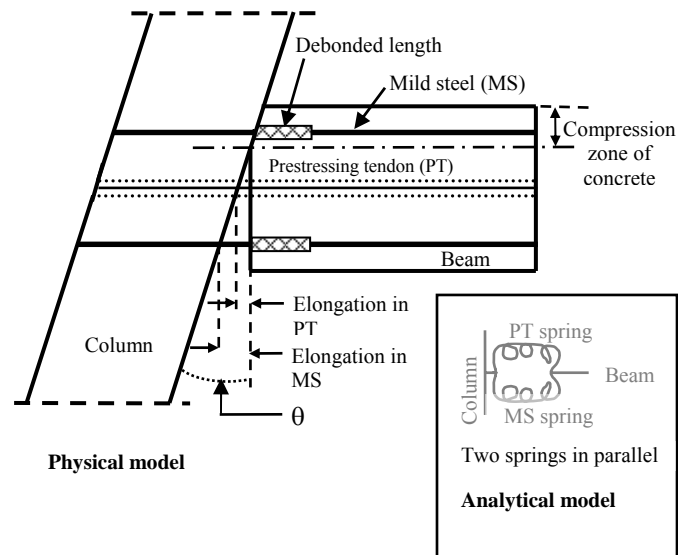 Debonded length
Mild steel (MS)
Compression
zone of
concrete
Prestressing tendon (PT)
Beam
Elongation in
PT
Column
Elongation in
MS
θ
Physical model
PT spring
Column
Beam
MS spring
Two springs in parallel
Analytical model